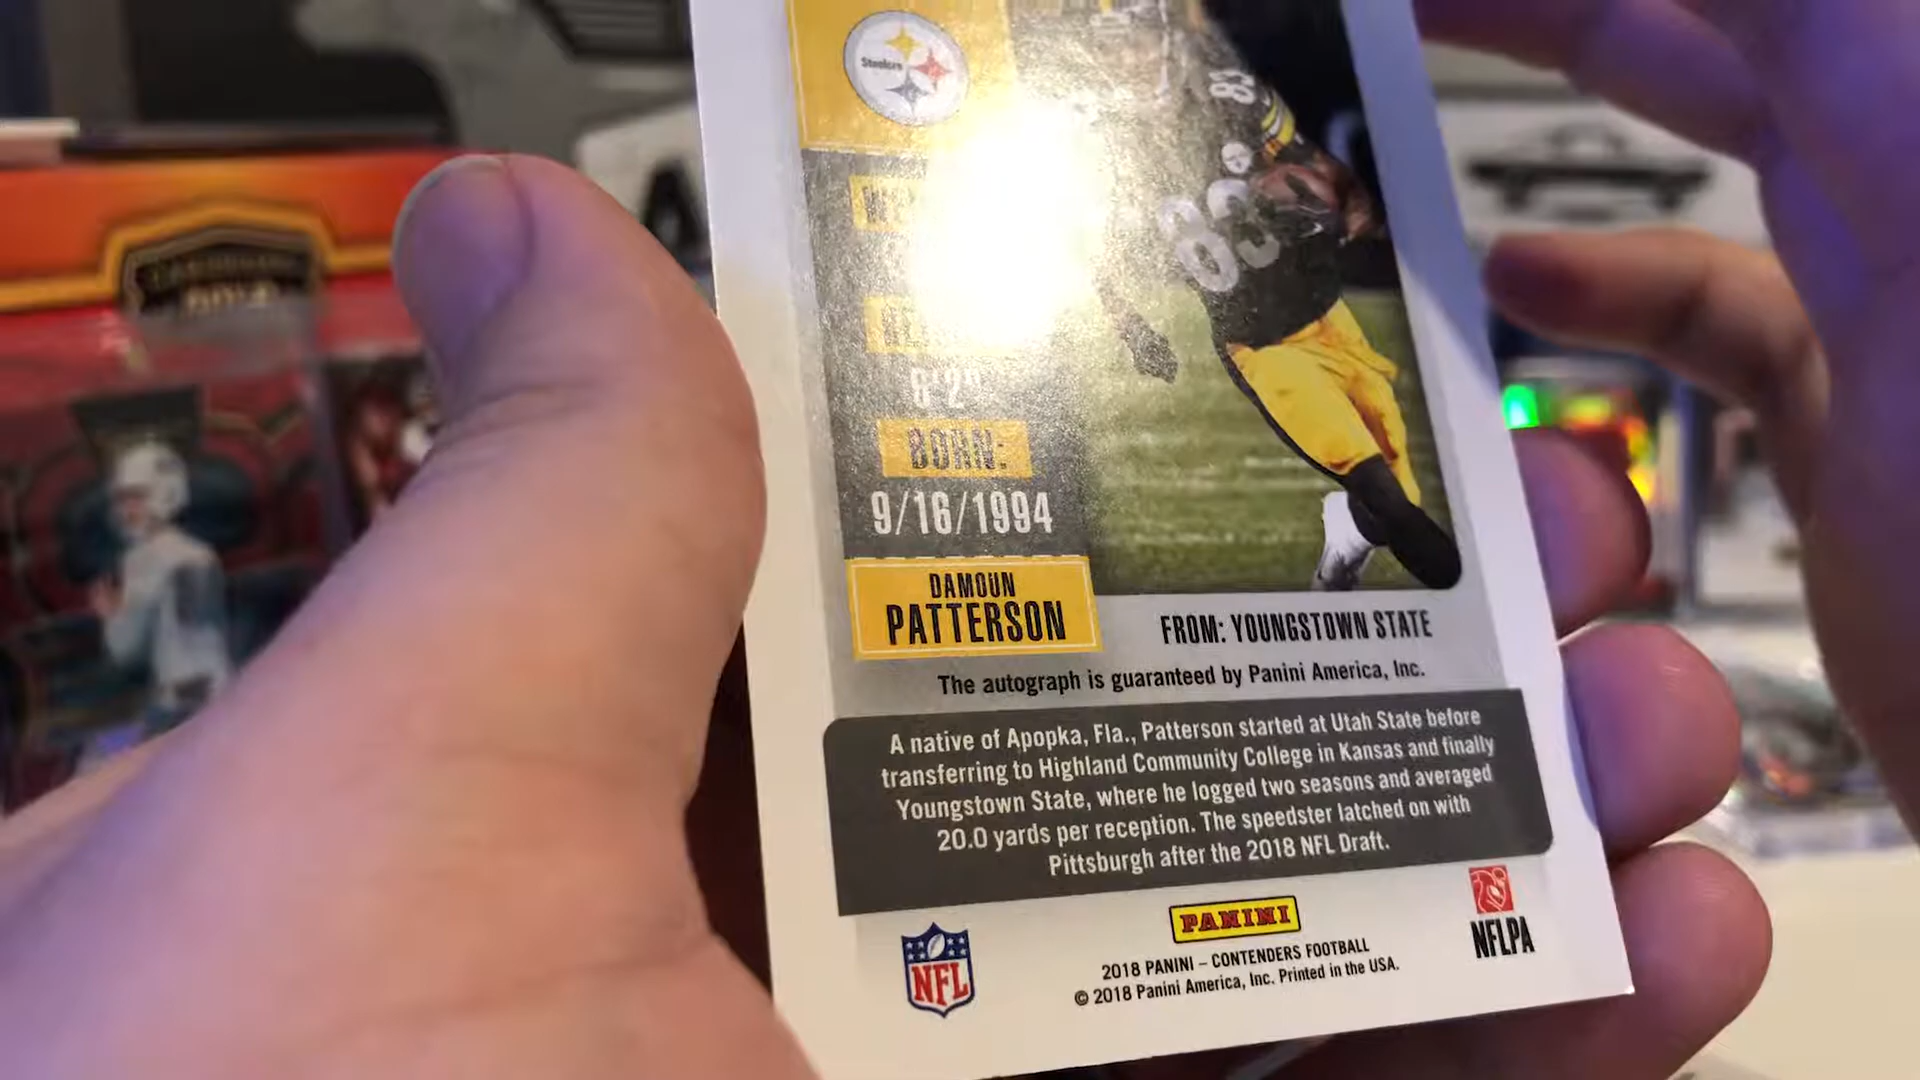 Steelers
83
83
6'2"
BORN:
9/16/1994
DAMOUN
PATTERSON
FROM: YOUNGSTOWN STATE
The autograph is guaranteed by Panini America, Inc.
A native of Apopka, Fla., Patterson started at Utah State before
transferring to Highland Community College in Kansas and finally
Youngstown State, where he logged two seasons and averaged
20.0 yards per reception. The speedster latched on with
Pittsburgh after the 2018 NFL Draft.
NFL
PANINI
NFLPA
2018 PANINI – CONTENDERS FOOTBALL
© 2018 Panini America, Inc. Printed in the USA.